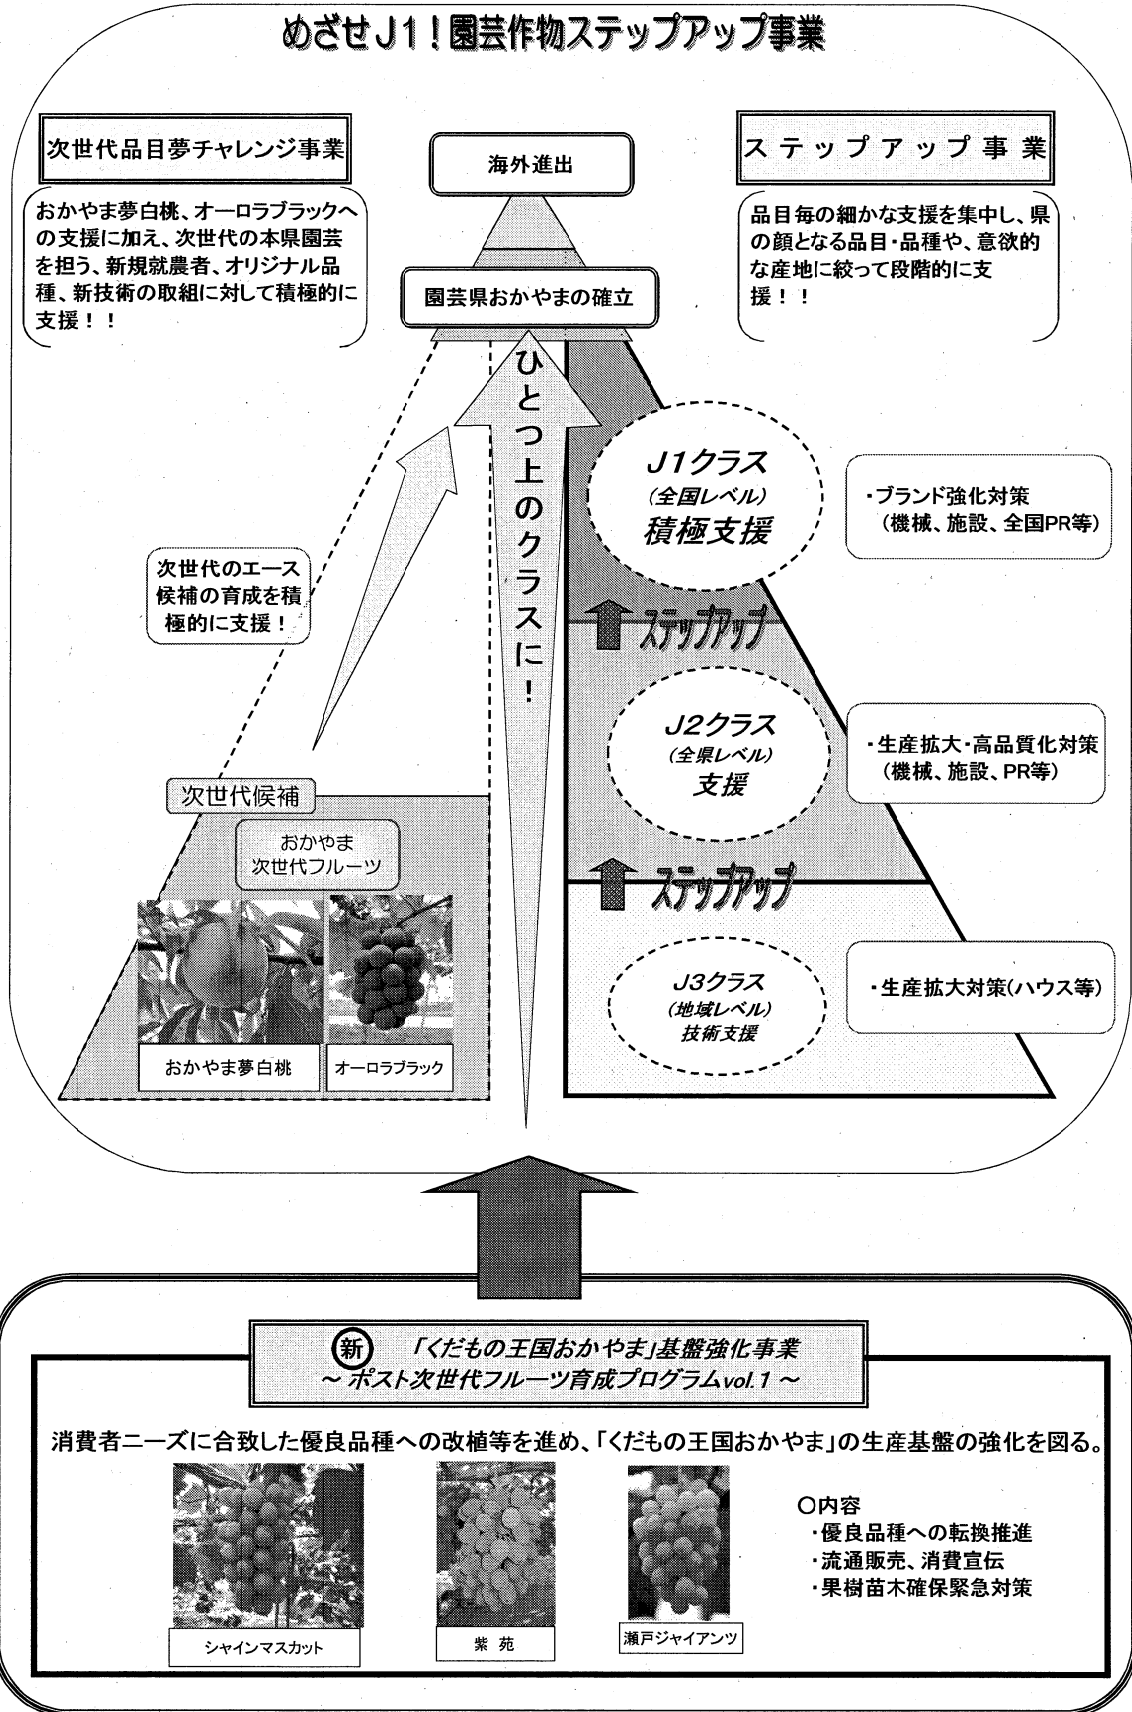 めざせJ1！園芸作物ステップアップ事業
次世代品目夢チャレンジ事業
おかやま夢白桃、オーロラブラックへ
の支援に加え、次世代の本県園芸
を担う、新規就農者、オリジナル品
種、新技術の取組に対して積極的に
支援！！
海外進出
園芸県おかやまの確立
ステップアップ事業
品目毎の細かな支援を集中し、県
の顔となる品目・品種や、意欲的
な産地に絞って段階的に支
援！！
ひとつ上のクラスに！
次世代のエース
候補の育成を積
極的に支援！
J1クラス
（全国レベル）
積極支援
・ブランド強化対策
（機械、施設、全国PR等）
ステップアップ
J2クラス
（全県レベル）
支援
・生産拡大・高品質化対策
（機械、施設、PR等）
ステップアップ
J3クラス
（地域レベル）
技術支援
・生産拡大対策（ハウス等）
次世代候補
おかやま
次世代フルーツ
おかやま夢白桃
オーロラブラック
新 「くだもの王国おかやま」基盤強化事業
～ ポスト次世代フルーツ育成プログラムvol.1 ～
消費者ニーズに合致した優良品種への改植等を進め、「くだもの王国おかやま」の生産基盤の強化を図る。
シャインマスカット
紫 苑
瀬戸ジャイアンツ
○内容
・優良品種への転換推進
・流通販売、消費宣伝
・果樹苗木確保緊急対策